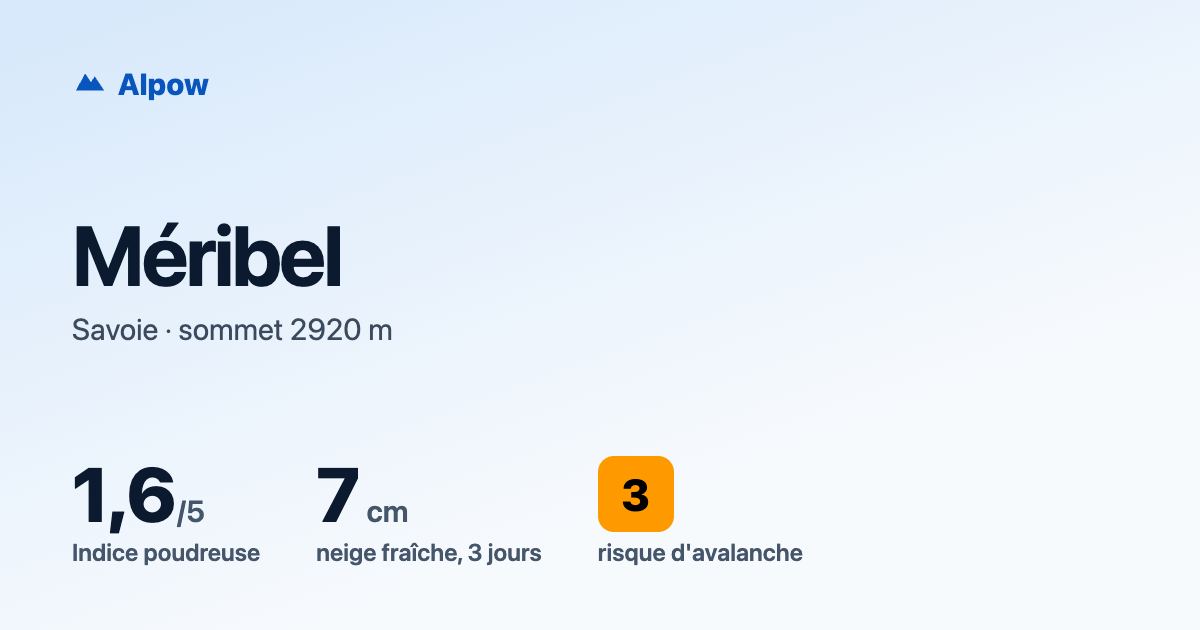 Alpow
Méribel
Savoie · sommet 2920 m
1,6/5
Indice poudreuse
7 cm
neige fraîche, 3 jours
3
risque d'avalanche